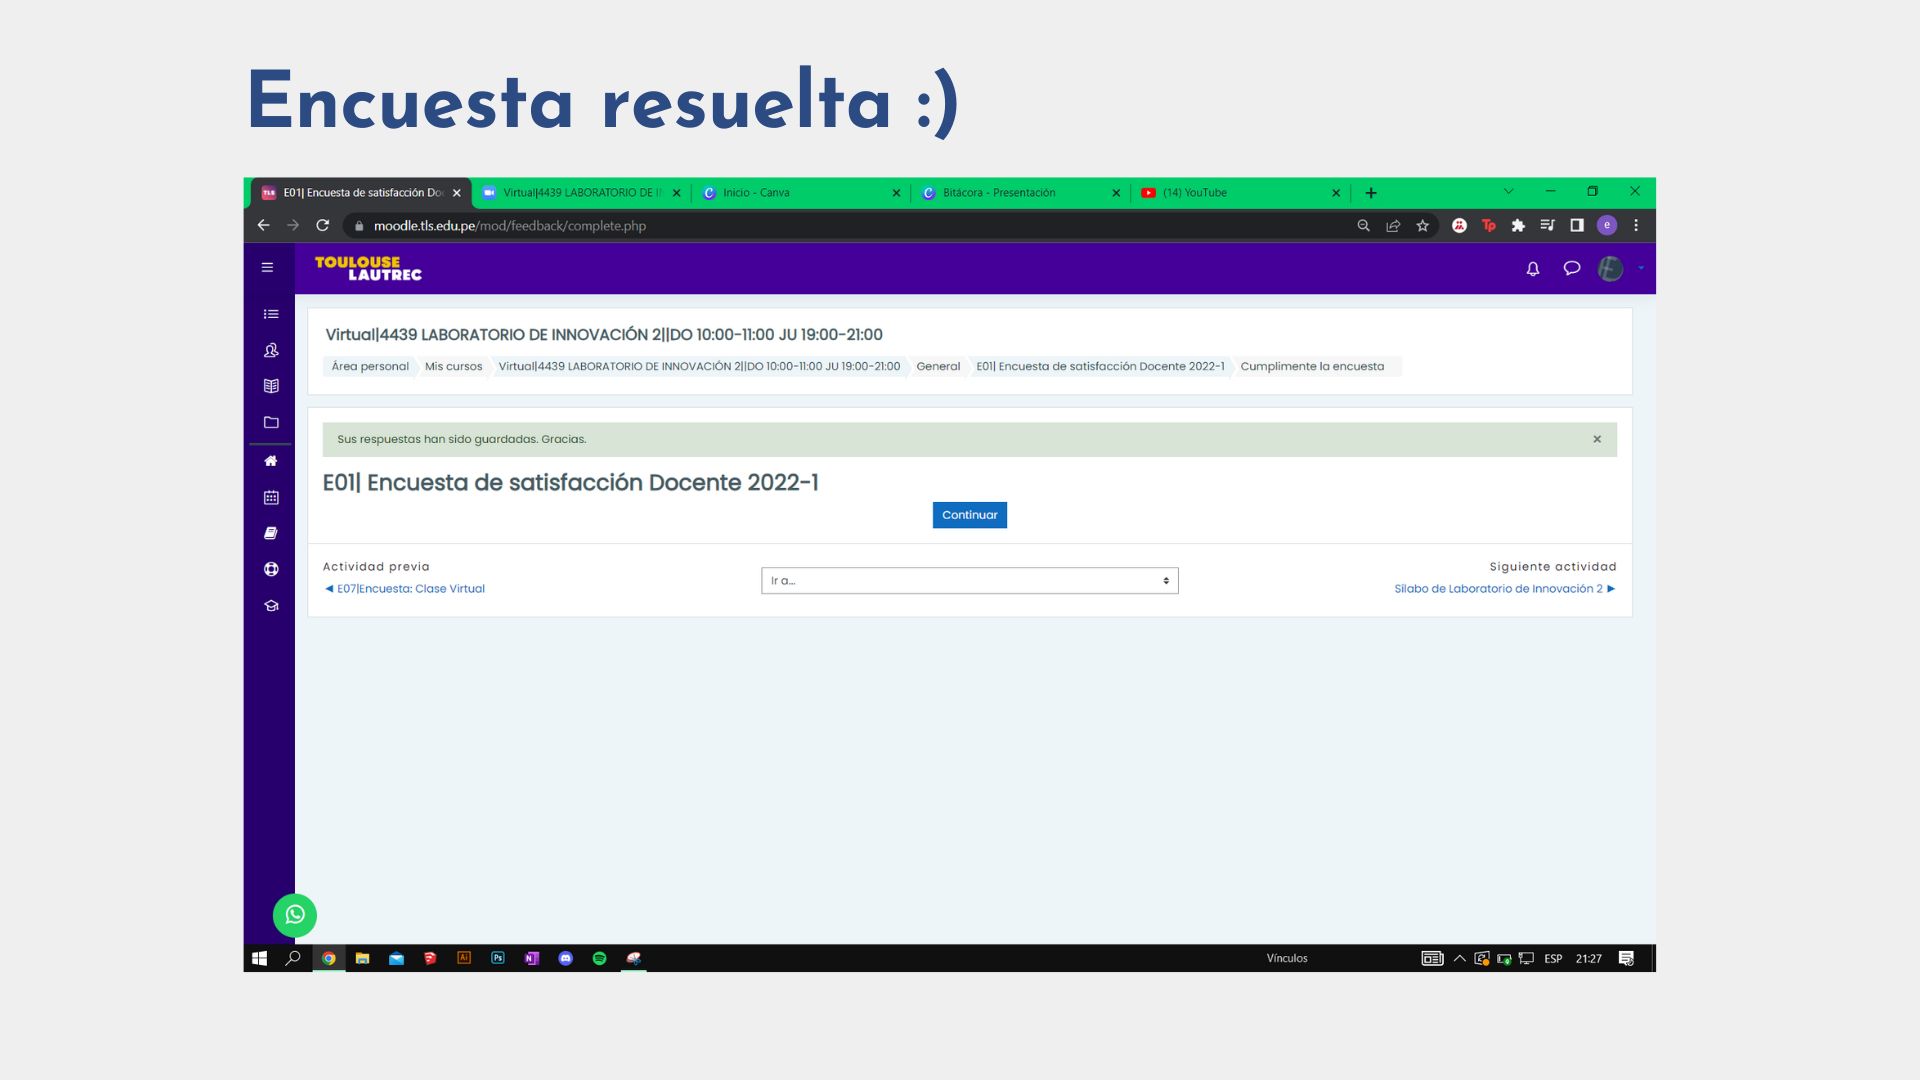 Encuesta resuelta :)
E01| Encuesta de satisfacción Do
Virtual|4439 LABORATORIO DE I
Inicio - Canva
Bitácora - Presentación
(14) YouTube
moodle.tls.edu.pe/mod/feedback/complete.php
TOULOUSE
LAUTREC
Virtual|4439 LABORATORIO DE INNOVACIÓN 2||DO 10:00-11:00 JU 19:00-21:00
Área personal
Mis cursos
Virtual|4439 LABORATORIO DE INNOVACIÓN 2||DO 10:00-11:00 JU 19:00-21:00
General
E01| Encuesta de satisfacción Docente 2022-1
Cumplimente la encuesta
Sus respuestas han sido guardadas. Gracias.
E01| Encuesta de satisfacción Docente 2022-1
Continuar
Actividad previa
◄ E07|Encuesta: Clase Virtual
Ir a...
Siguiente actividad
Sílabo de Laboratorio de Innovación 2 ►
Vínculos
ESP
21:27